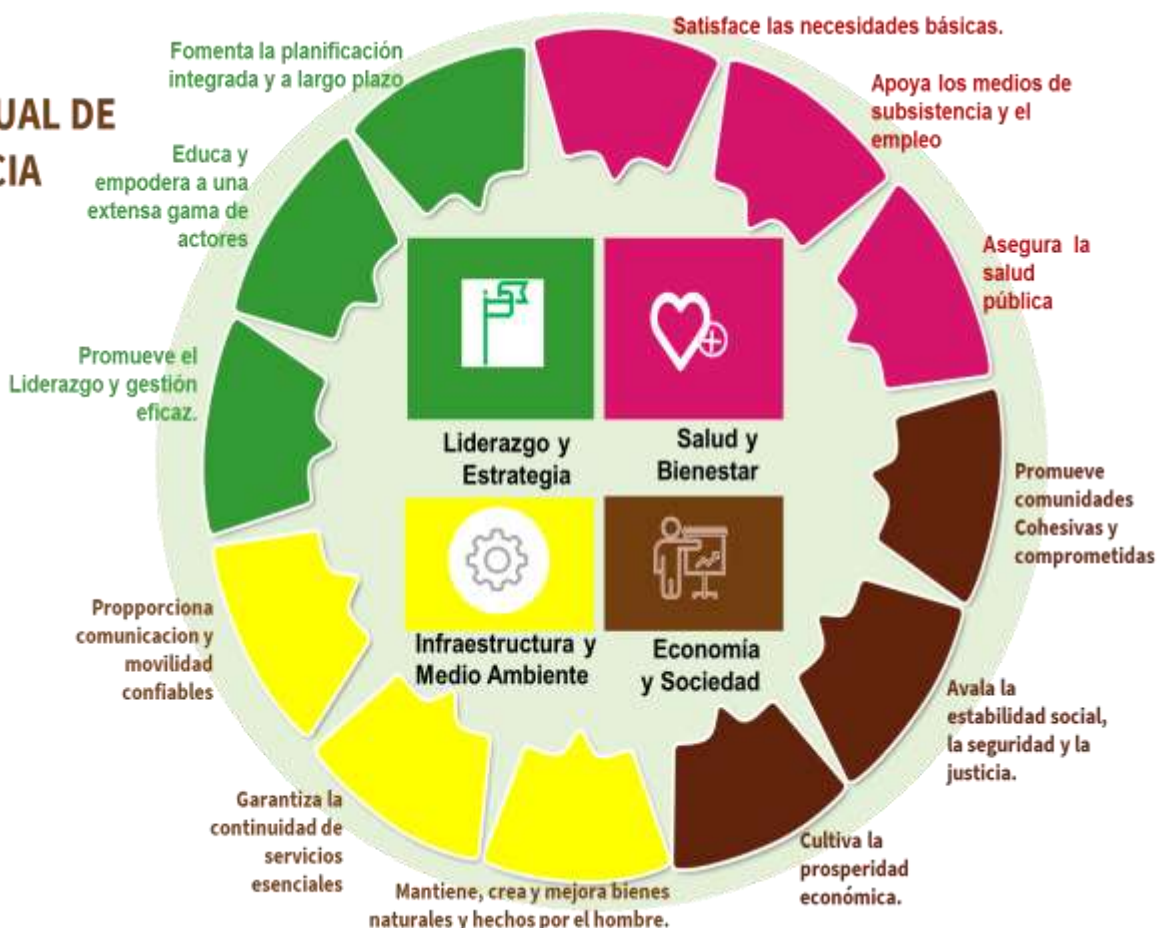 UAL DE
CIA
Fomenta la planificación
integrada y a largo plazo
Educa y
empodera a una
extensa gama de
actores
Promueve el
Liderazgo y gestión
eficaz.
Propporciona
comunicacion y
movilidad
confiables
Garantiza la
continuidad de
servicios
esenciales
Mantiene, crea y mejora bienes
naturales y hechos por el hombre.
Satisface las necesidades básicas.
Apoya los medios de
subsistencia y el
empleo
Asegura la
salud
pública
Promueve
comunidades
Cohesivas y
comprometidas
Avala la
estabilidad social,
la seguridad y la
justicia.
Cultiva la
prosperidad
económica.
Liderazgo y
Estrategia
Salud y
Bienestar
Infraestructura y
Medio Ambiente
Economía
y Sociedad